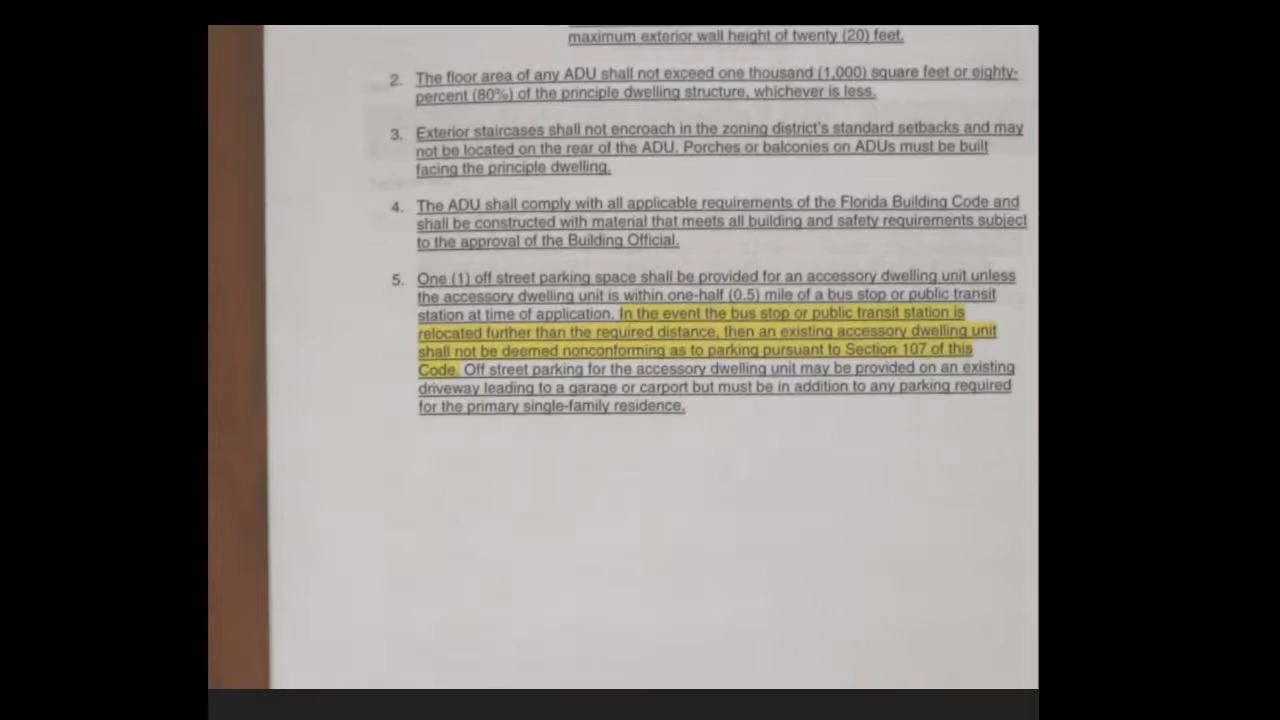 maximum exterior wall height of twenty (20) feet.
2. The floor area of any ADU shall not exceed one thousand (1,000) square feet or eighty-
percent (80%) of the principle dwelling structure, whichever is less.
3. Exterior staircases shall not encroach in the zoning district's standard setbacks and may
not be located on the rear of the ADU. Porches or balconies on ADUs must be built
facing the principle dwelling.
4. The ADU shall comply with all applicable requirements of the Florida Building Code and
shall be constructed with material that meets all building and safety requirements subject
to the approval of the Building Official.
5. One (1) off street parking space shall be provided for an accessory dwelling unit unless
the accessory dwelling unit is within one-half (0.5) mile of a bus stop or public transit
station at time of application. In the event the bus stop or public transit station is
relocated further than the required distance, then an existing accessory dwelling unit
shall not be deemed nonconforming as to parking pursuant to Section 107 of this
Code. Off street parking for the accessory dwelling unit may be provided on an existing
driveway leading to a garage or carport but must be in addition to any parking required
for the primary single-family residence.